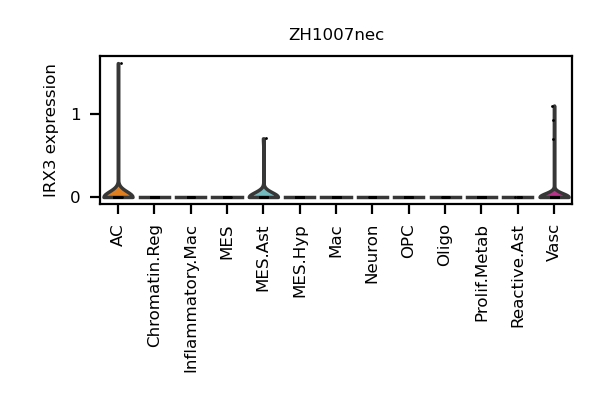 ZH1007nec
IRX3 expression
1
0
AC
Chromatin.Reg
Inflammatory.Mac
MES
MES.Ast
MES.Hyp
Mac
Neuron
OPC
Oligo
Prolif.Metab
Reactive.Ast
Vasc